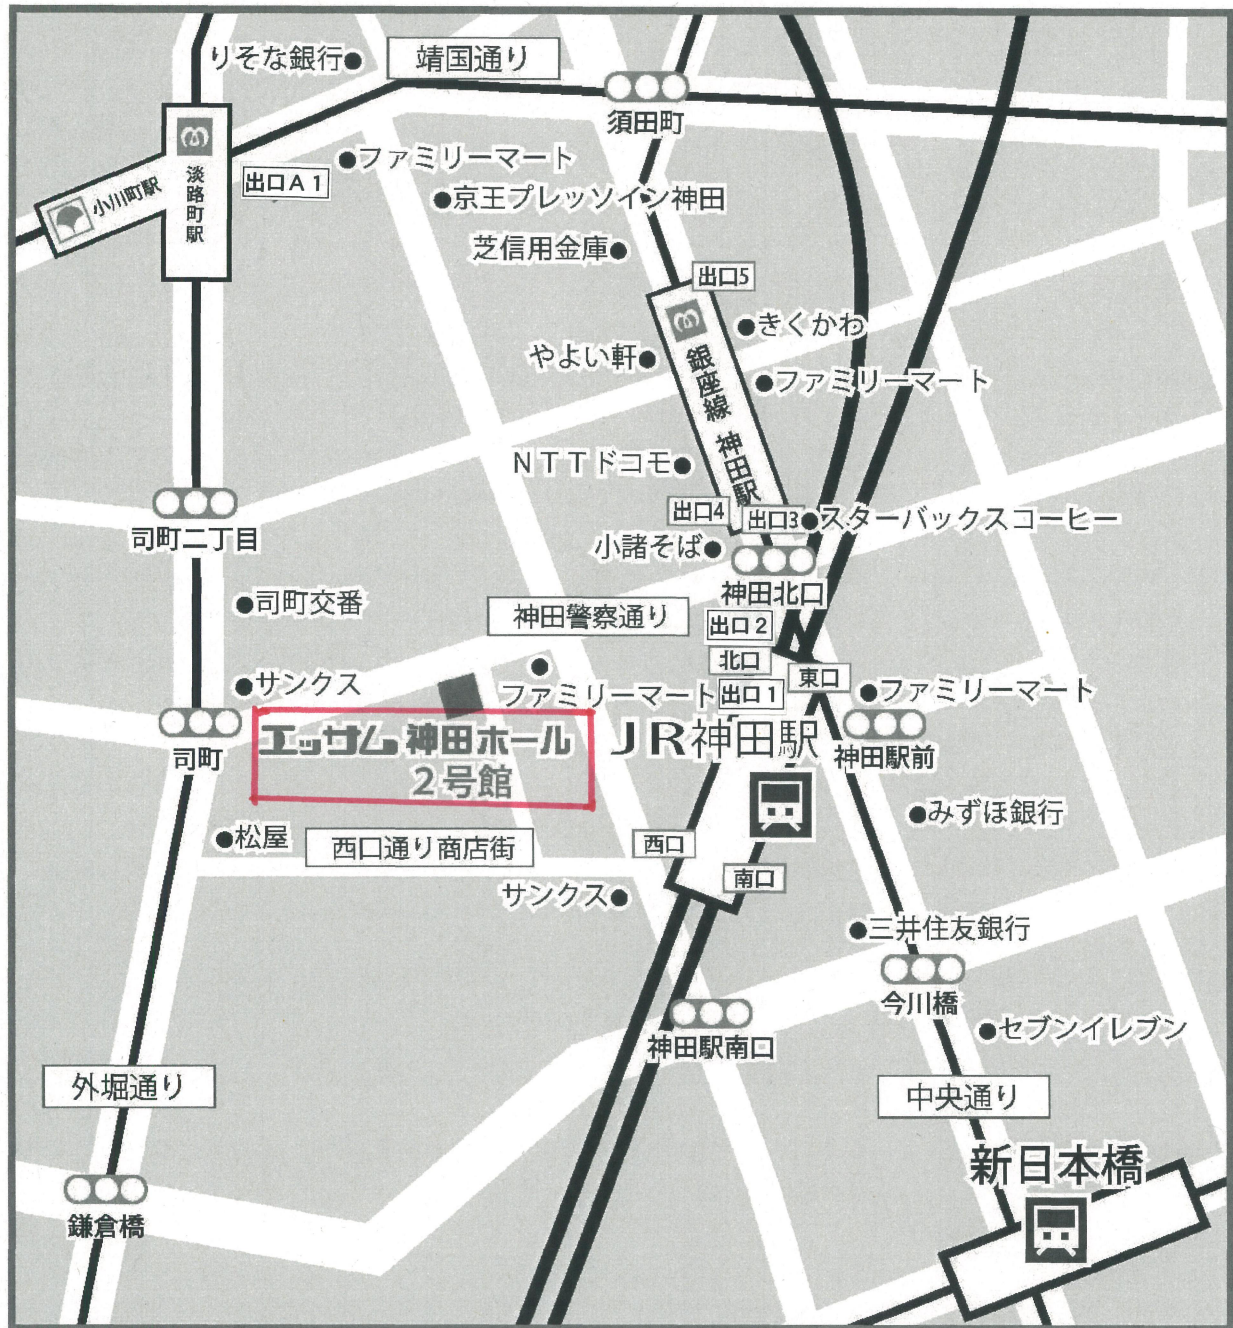 りそな銀行
靖国通り
須田町
淡路町駅
小川町駅
出口A1
ファミリーマート
京王プレッソイン神田
芝信用金庫
出口5
きくかわ
やよい軒
銀座線 神田駅
ファミリーマート
NTTドコモ
出口4
出口3
スターバックスコーヒー
司町二丁目
小諸そば
神田北口
司町交番
神田警察通り
出口2
北口
サンクス
ファミリーマート
出口1
東口
ファミリーマート
司町
エッサム 神田ホール
2号館
JR神田駅
神田駅前
松屋
西口通り商店街
西口
みずほ銀行
サンクス
南口
三井住友銀行
今川橋
神田駅南口
セブンイレブン
外堀通り
中央通り
新日本橋
鎌倉橋